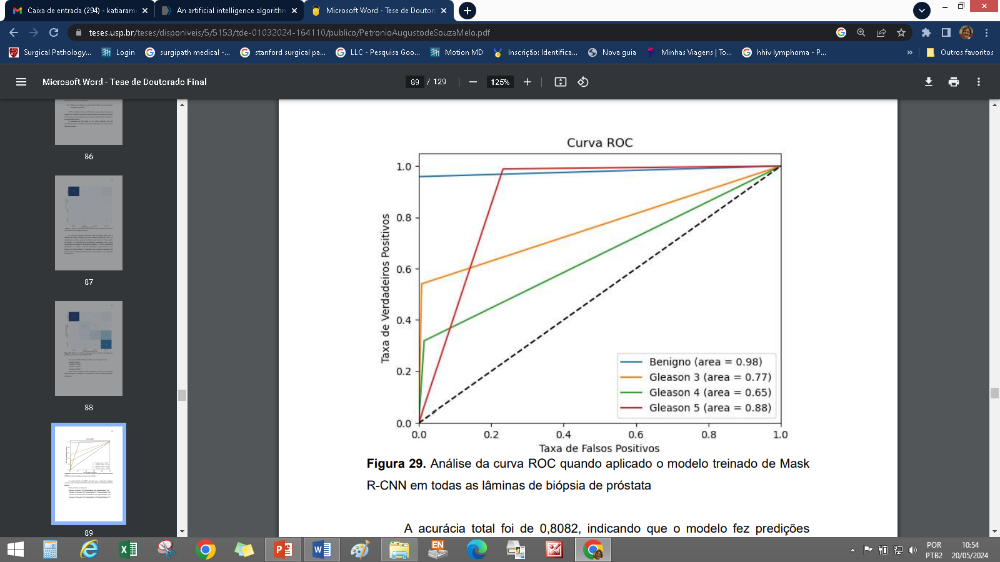 Caixa de entrada (294) - katiaram
An artificial intelligence algorithm
Microsoft Word - Tese de Doutora
teses.usp.br/teses/disponiveis/5/5153/tde-01032024-164110/publico/PetronioAugustodeSouzaMelo.pdf
Surgical Pathology...
Login
surgipath medical -...
stanford surgical pa...
LLC - Pesquisa Goo...
Motion MD
Inscrição: Identifica...
Nova guia
Minhas Viagens | To...
hhiv lymphoma - P...
»
Outros favoritos
Microsoft Word - Tese de Doutorado Final
89 / 129
125%
86
87
88
89
Curva ROC
Taxa de Verdadeiros Positivos
1.0
0.8
0.6
0.4
0.2
0.0
Benigno (area = 0.98)
Gleason 3 (area = 0.77)
Gleason 4 (area = 0.65)
Gleason 5 (area = 0.88)
0.0 0.2 0.4 0.6 0.8 1.0
Taxa de Falsos Positivos
Figura 29. Análise da curva ROC quando aplicado o modelo treinado de Mask
R-CNN em todas as lâminas de biópsia de próstata
A acurácia total foi de 0,8082, indicando que o modelo fez predições
EN
POR
PTB2
10:54
20/05/2024